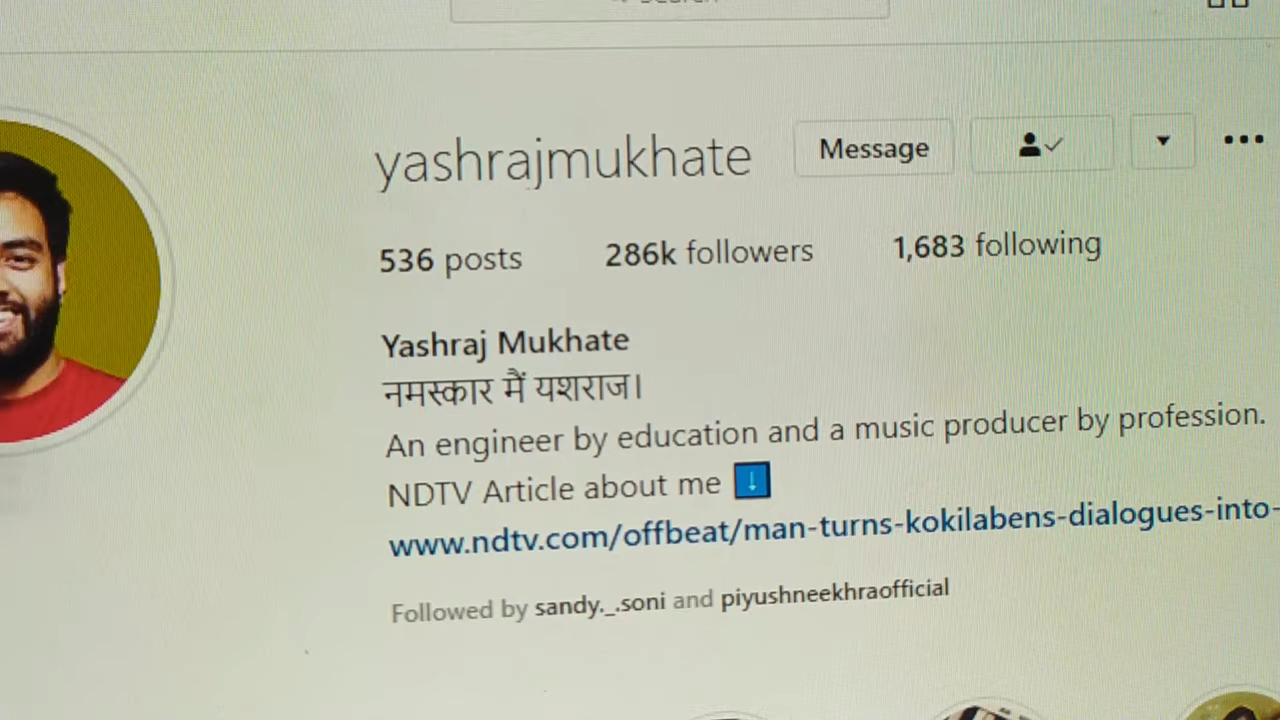 Search
yashrajmukhate Message
536 posts 286k followers 1,683 following
Yashraj Mukhate
नमस्कार मैं यशराज।
An engineer by education and a music producer by profession.
NDTV Article about me ⬇️
www.ndtv.com/offbeat/man-turns-kokilabens-dialogues-into-
Followed by sandy._.soni and piyushneekhraofficial